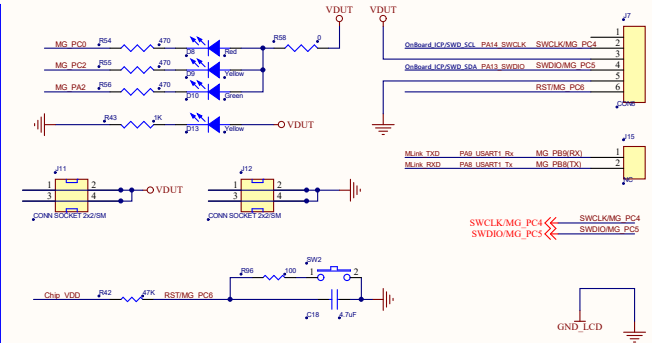 VDUT
VDUT
J7
MG_PC0
R54
470
D8
Red
R58
0
1
OnBoard_ICP/SWD_SCL PA14_SWCLK SWCLK/MG_PC4
2
3
MG_PC2
R55
470
D9
Yellow
OnBoard_ICP/SWD_SDA PA13_SWDIO SWDIO/MG_PC5
4
5
MG_PA2
R56
470
D10
Green
RST/MG_PC6
6
CON6
R43
1K
D13
Yellow
VDUT
J15
MLink_TXD PA9_USART1_Rx MG_PB9(RX)
1
MLink_RXD PA8_USART1_Tx MG_PB8(TX)
2
NC
J11
1 2
3 4
VDUT
CONN SOCKET 2x2/SM
J12
1 2
3 4
CONN SOCKET 2x2/SM
SWCLK/MG_PC4
SWCLK/MG_PC4
SWDIO/MG_PC5
SWDIO/MG_PC5
SW2
R96
100
1 2
Chip_VDD
R42
47K
RST/MG_PC6
C18
4.7uF
GND_LCD